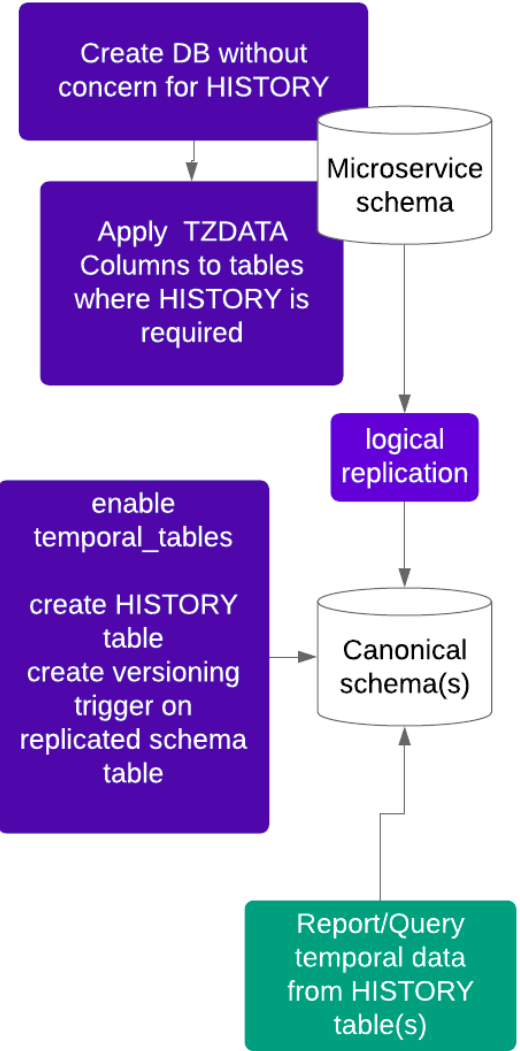 Create DB without
concern for HISTORY
Microservice
schema
Apply TZDATA
Columns to tables
where HISTORY is
required
logical
replication
enable
temporal_tables
create HISTORY
table
create versioning
trigger on
replicated schema
table
Canonical
schema(s)
Report/Query
temporal data
from HISTORY
table(s)